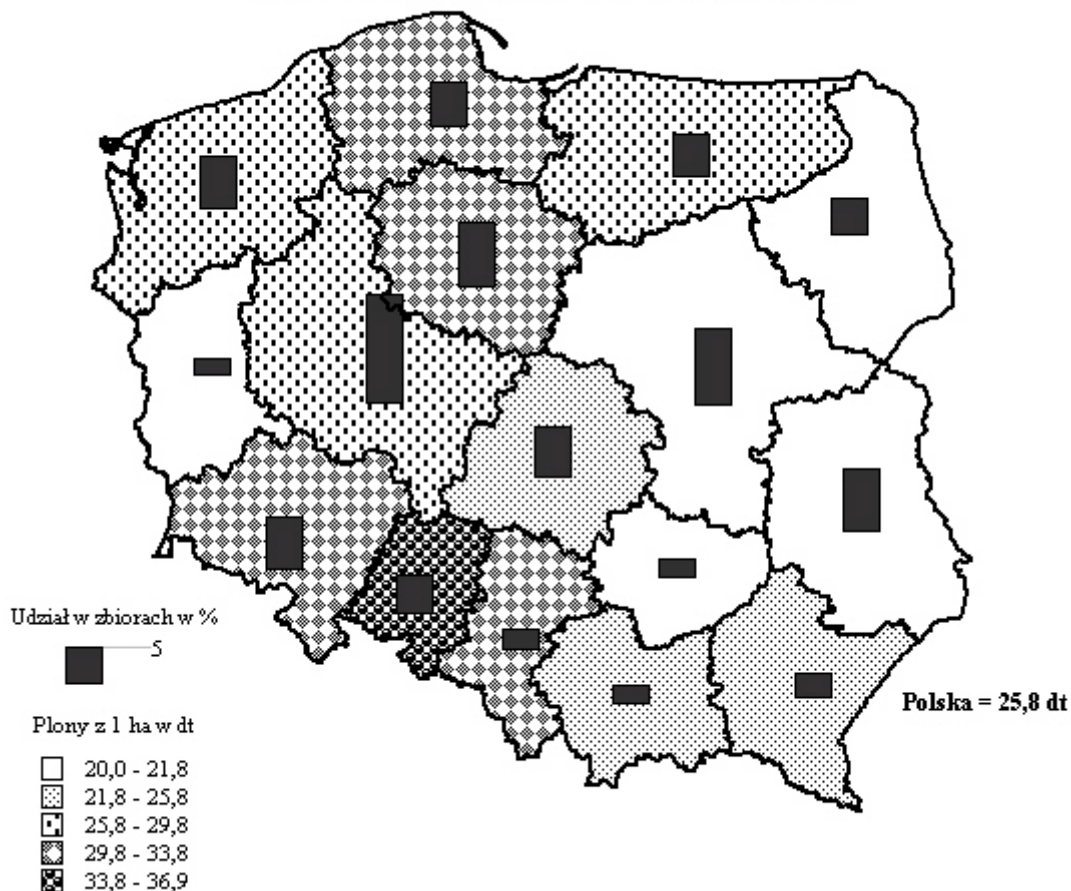 Udział w zbiorach w %
5
Plony z 1 ha w dt
20,0 - 21,8
21,8 - 25,8
25,8 - 29,8
29,8 - 33,8
33,8 - 36,9
Polska = 25,8 dt